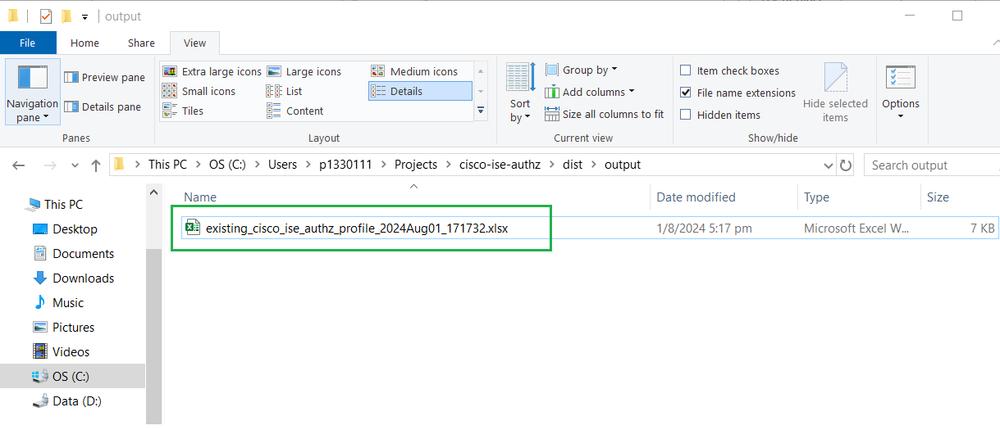 output
File Home Share View
Navigation pane
Preview pane
Details pane
Panes
Extra large icons Large icons Medium icons
Small icons List Details
Tiles Content
Layout
Sort by
Group by
Add columns
Size all columns to fit
Current view
Item check boxes
File name extensions
Hidden items
Hide selected items
Show/hide
Options
This PC OS (C:) Users p1330111 Projects cisco-ise-authz dist output
Search output
This PC
Desktop
Documents
Downloads
Music
Pictures
Videos
OS (C:)
Data (D:)
Name Date modified Type Size
existing_cisco_ise_authz_profile_2024Aug01_171732.xlsx 1/8/2024 5:17 pm Microsoft Excel W... 7 KB